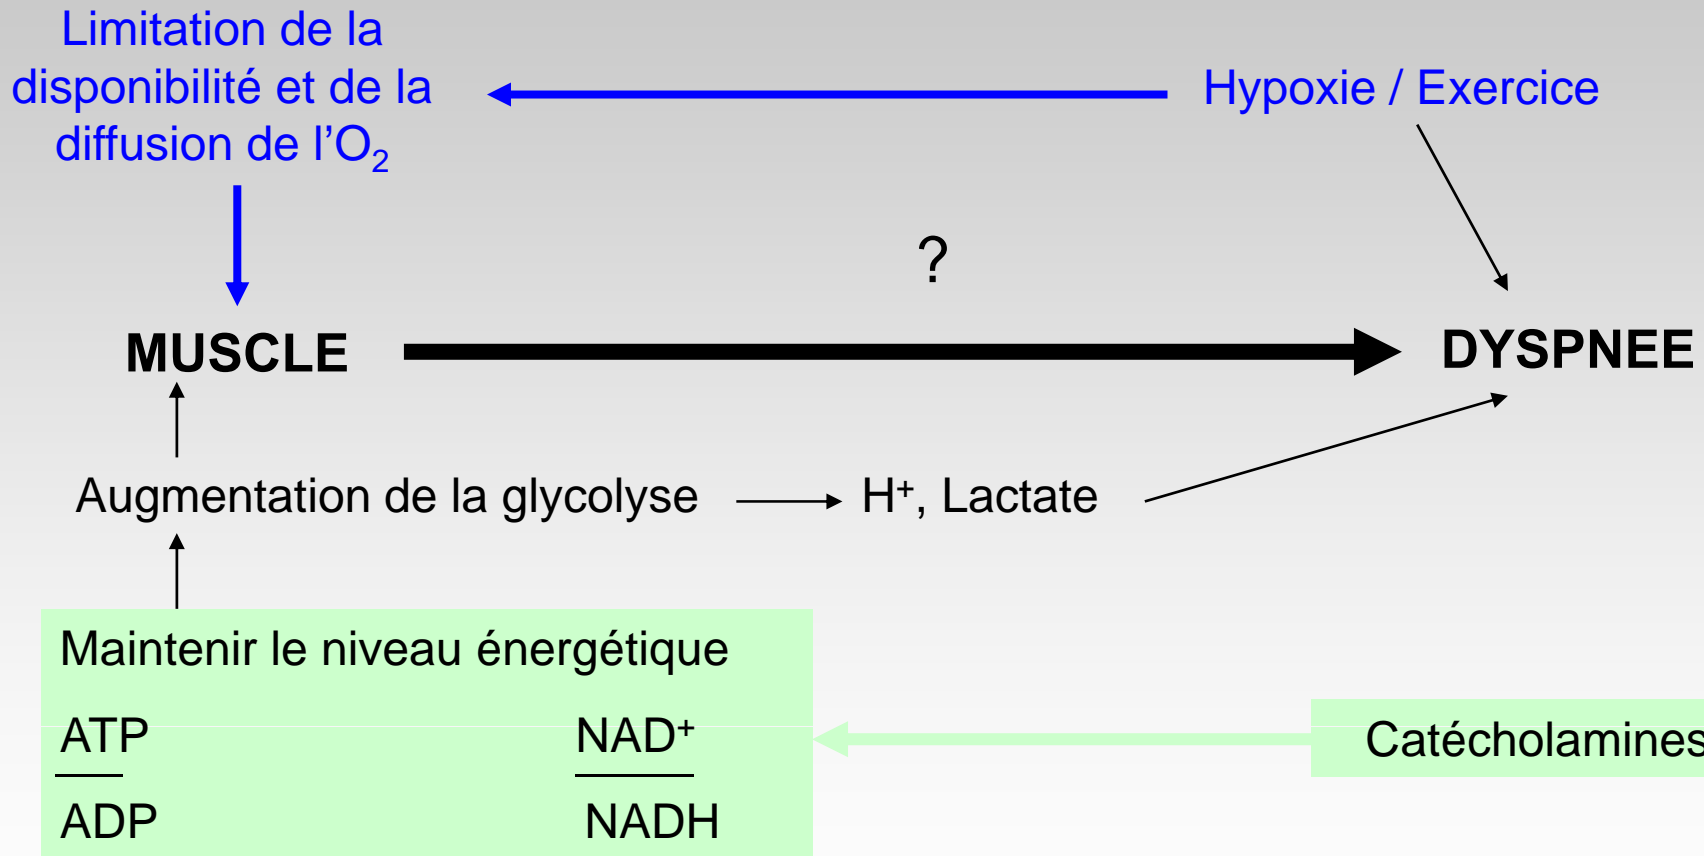 Limitation de la
disponibilité et de la
diffusion de l’O₂
Hypoxie / Exercice
?
MUSCLE
DYSPNEE
Augmentation de la glycolyse
H⁺, Lactate
Maintenir le niveau énergétique
ATP
ADP
NAD⁺
NADH
Catécholamines